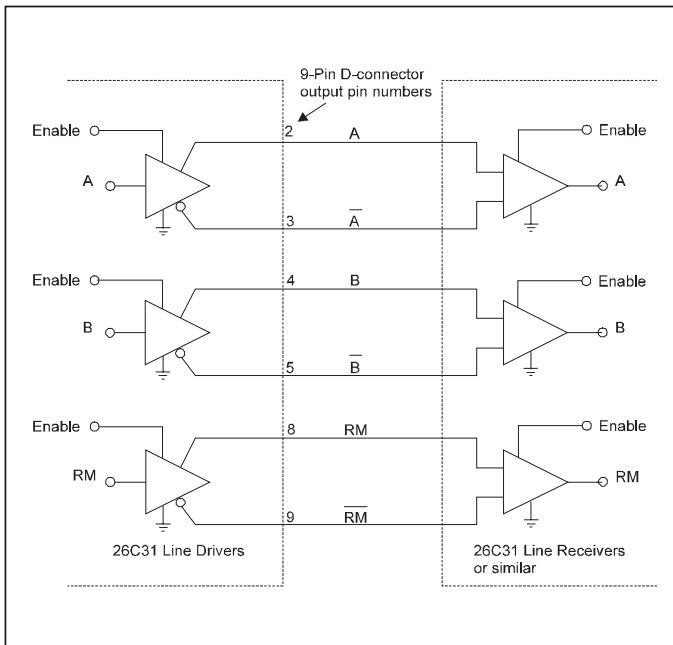 9-Pin D-connector
output pin numbers
Enable
2
A
Enable
A
A
3
A̅
Enable
4
B
Enable
B
B
5
B̅
Enable
8
RM
Enable
RM
RM
9
R̅M̅
26C31 Line Drivers
26C31 Line Receivers
or similar